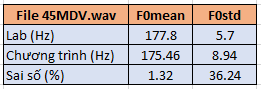 File 45MDV.wav F0mean F0std
Lab (Hz) 177.8 5.7
Chương trình (Hz) 175.46 8.94
Sai số (%) 1.32 36.24